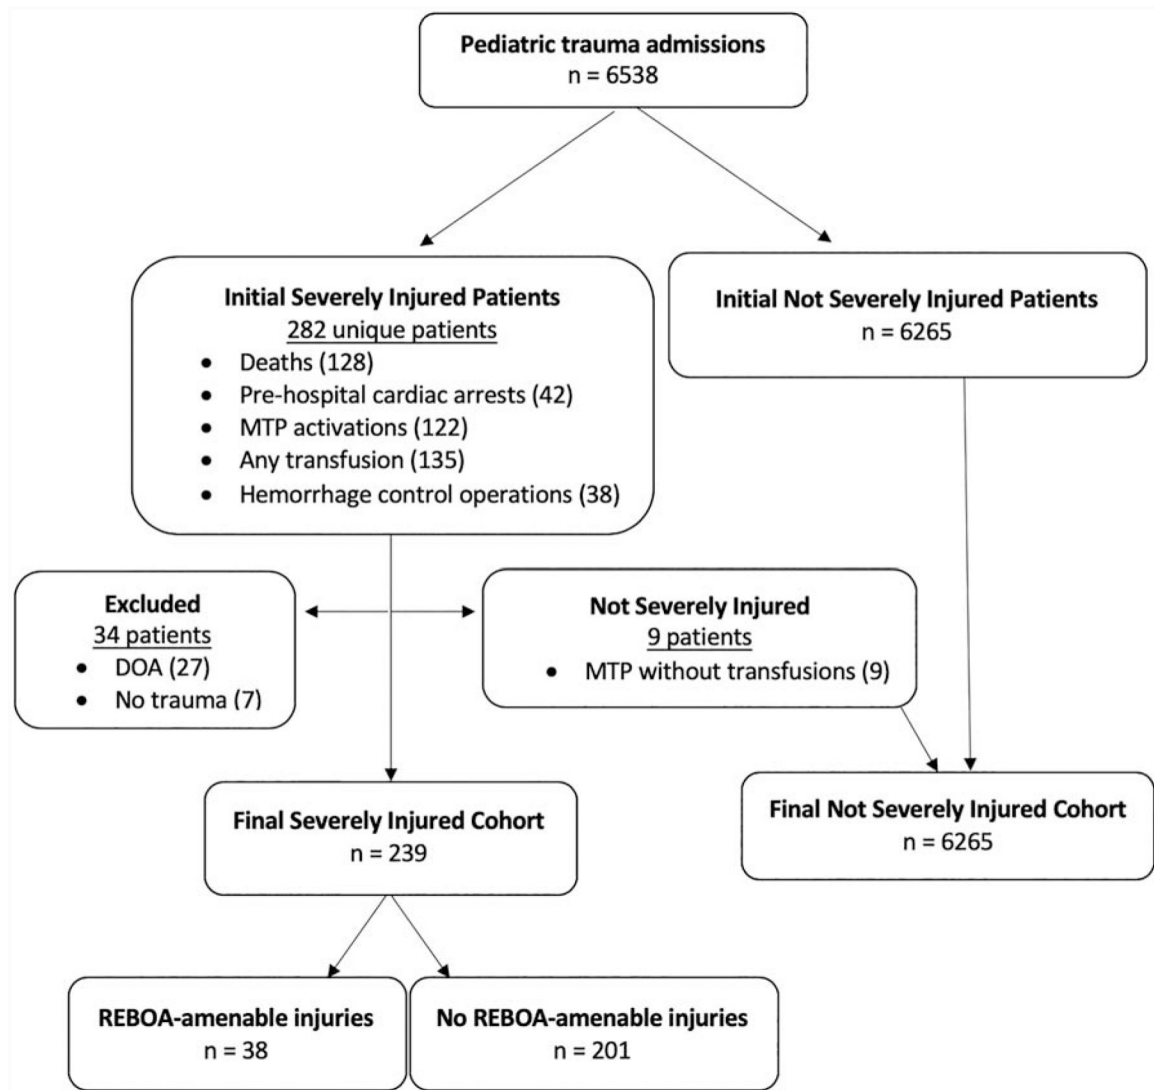 Pediatric trauma admissions
n = 6538
Initial Severely Injured Patients
282 unique patients
• Deaths (128)
• Pre-hospital cardiac arrests (42)
• MTP activations (122)
• Any transfusion (135)
• Hemorrhage control operations (38)
Initial Not Severely Injured Patients
n = 6265
Excluded
34 patients
• DOA (27)
• No trauma (7)
Not Severely Injured
9 patients
• MTP without transfusions (9)
Final Severely Injured Cohort
n = 239
Final Not Severely Injured Cohort
n = 6265
REBOA-amenable injuries
n = 38
No REBOA-amenable injuries
n = 201